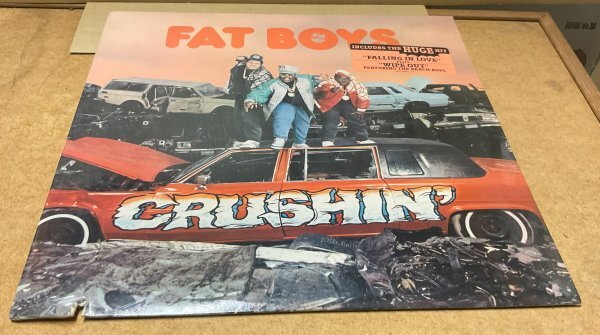 FAT BOYS
INCLUDES THE HUGE HIT
"FALLING IN LOVE"
"WIPE OUT"
FEATURING THE BEACH BOYS
CRUSHIN'